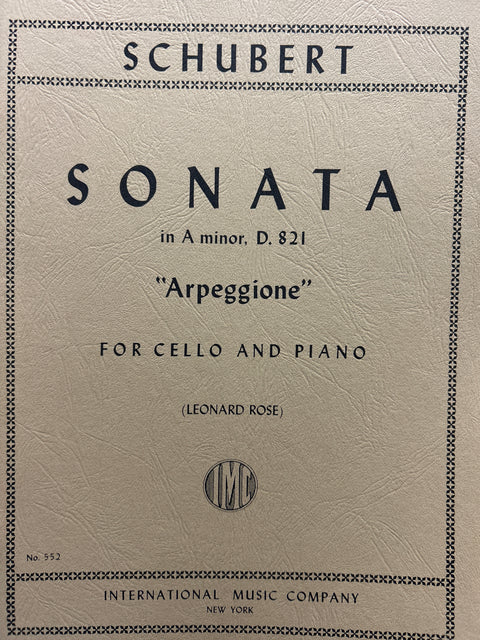 SCHUBERT
SONATA
in A minor, D. 821
"Arpeggione"
FOR CELLO AND PIANO
(LEONARD ROSE)
IMC
No. 552
INTERNATIONAL MUSIC COMPANY
NEW YORK